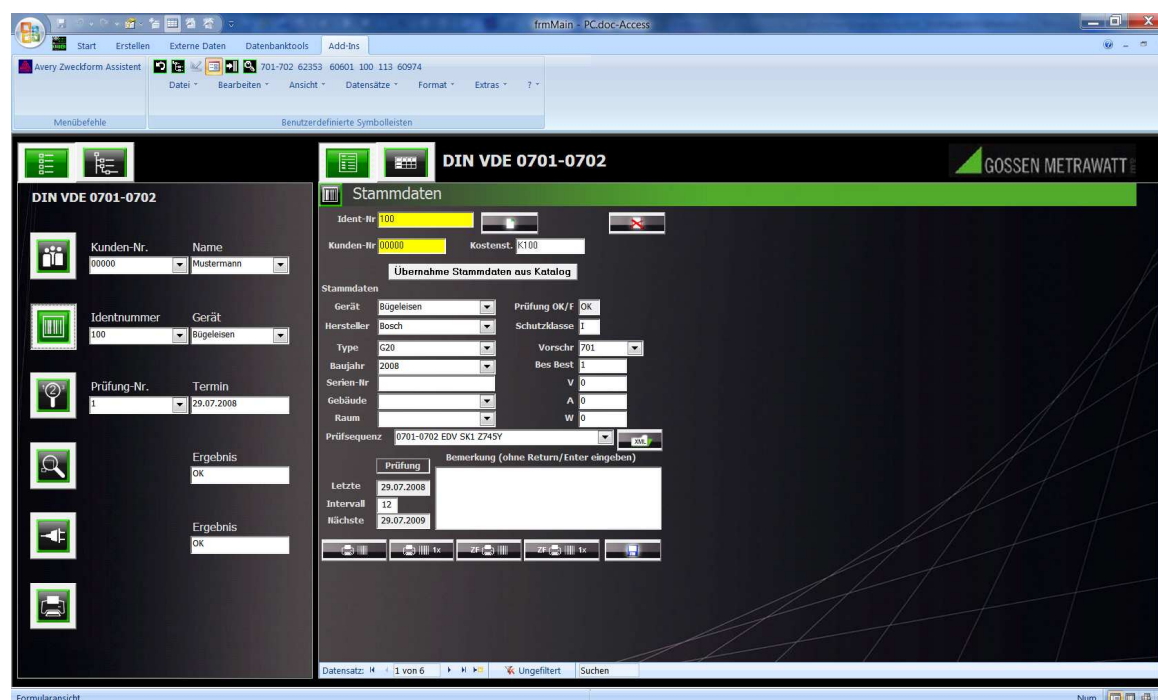 frmMain - PC.doc-Access
Start Erstellen Externe Daten Datenbanktools Add-Ins
Avery Zweckform Assistent 701-702 62353 60601 100 113 60974
Datei Bearbeiten Ansicht Datensätze Format Extras ?
Menübefehle Benutzerdefinierte Symbolleisten
DIN VDE 0701-0702
GOSSEN METRAWATT
DIN VDE 0701-0702
Stammdaten
Ident-Nr 100
Kunden-Nr. Name
00000 Mustermann
Kunden-Nr 00000 Kostenst. K100
Übernahme Stammdaten aus Katalog
Stammdaten
Identnummer Gerät
100 Bügeleisen
Gerät Bügeleisen Prüfung OK/F OK
Hersteller Bosch Schutzklasse I
Type G20 Vorschr 701
Baujahr 2008 Bes Best 1
Serien-Nr V 0
Gebäude A 0
Raum W 0
Prüfung-Nr. Termin
1 29.07.2008
Prüfsequenz 0701-0702 EDV SK1 Z745Y XML
Prüfung Bemerkung (ohne Return/Enter eingeben)
Letzte 29.07.2008
Intervall 12
Nächste 29.07.2009
Ergebnis
OK
Ergebnis
OK
1x ZF ZF 1x
Datensatz: 1 von 6 Ungefiltert Suchen
Formularansicht Num